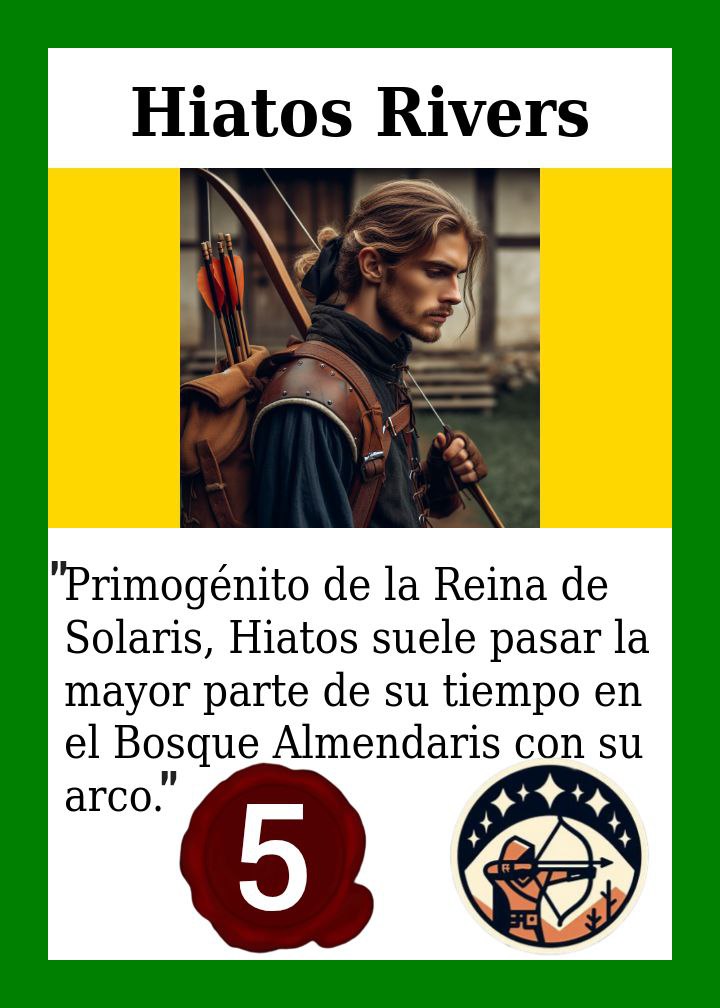 Hiatos Rivers
"Primogénito de la Reina de
Solaris, Hiatos suele pasar la
mayor parte de su tiempo en
el Bosque Almendaris con su
arco."
5